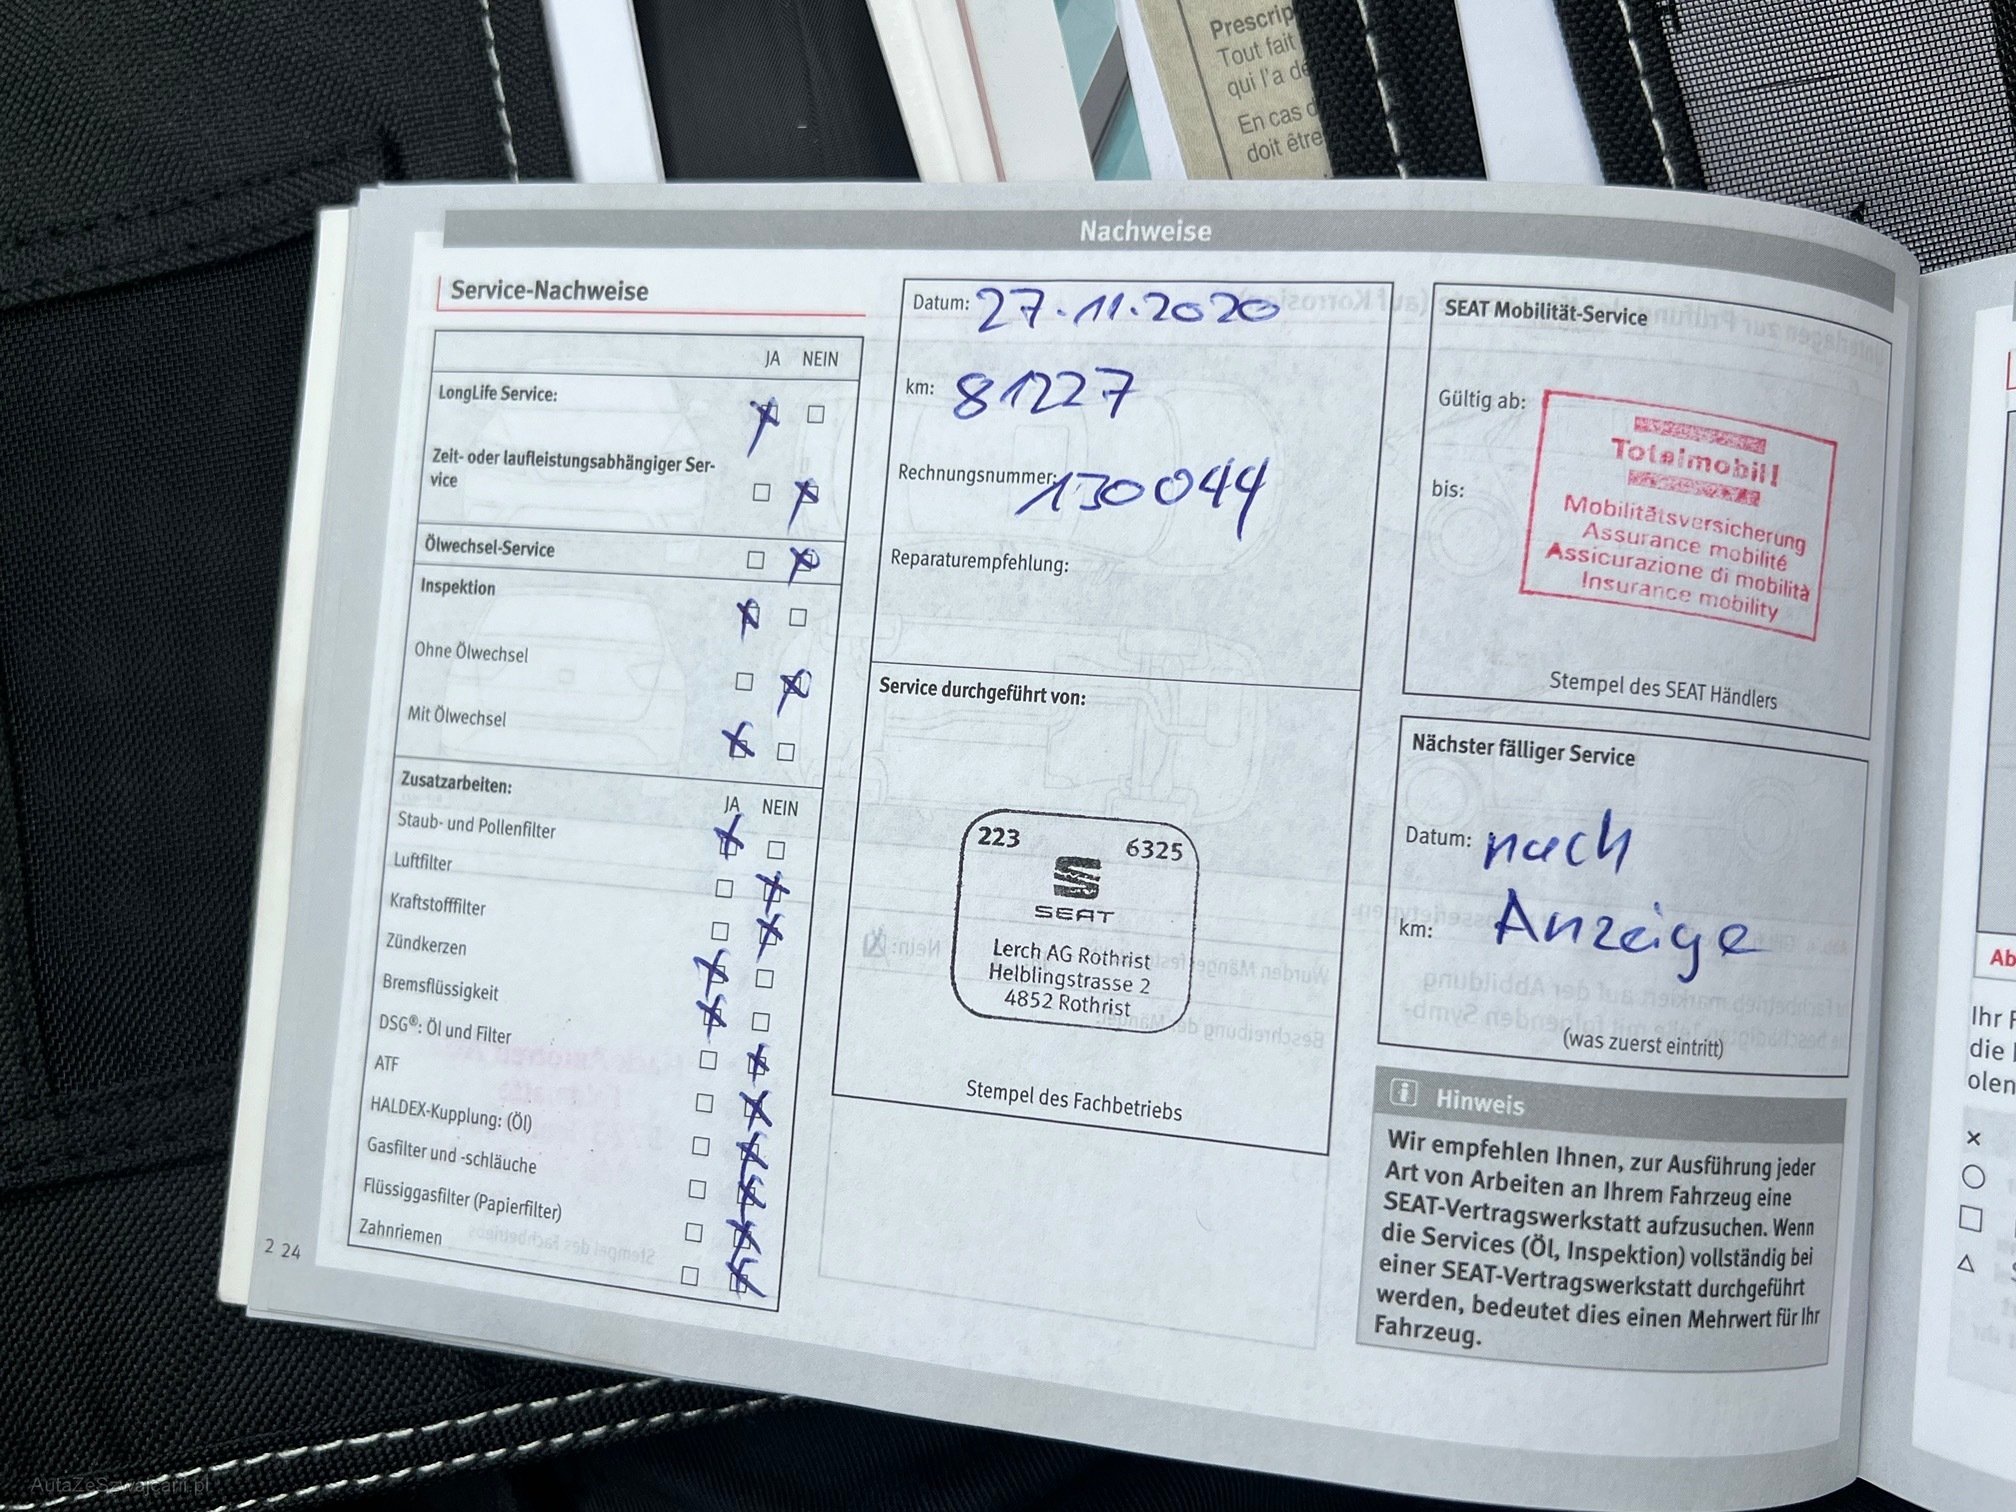 Prescrip
Tout fait
qui l'a dé
En cas d
doit être
Nachweise
Service-Nachweise
JA NEIN
LongLife Service:
Zeit- oder laufleistungsabhängiger Ser-
vice
Ölwechsel-Service
Inspektion
Ohne Ölwechsel
Mit Ölwechsel
Zusatzarbeiten:
JA NEIN
Staub- und Pollenfilter
Luftfilter
Kraftstofffilter
Zündkerzen
Bremsflüssigkeit
DSG®: Öl und Filter
ATF
HALDEX-Kupplung: (Öl)
Gasfilter und -schläuche
Flüssiggasfilter (Papierfilter)
Zahnriemen
2 24
Datum: 27.11.2020
km: 81227
Rechnungsnummer: 130044
Reparaturempfehlung:
Service durchgeführt von:
223 6325
SEAT
Lerch AG Rothrist
Helblingstrasse 2
4852 Rothrist
Stempel des Fachbetriebs
SEAT Mobilität-Service
Gültig ab:
bis:
Totalmobil!
Mobilitätsversicherung
Assurance mobilité
Assicurazione di mobilità
Insurance mobility
Stempel des SEAT Händlers
Nächster fälliger Service
Datum: nach
km: Anzeige
(was zuerst eintritt)
i Hinweis
Wir empfehlen Ihnen, zur Ausführung jeder
Art von Arbeiten an Ihrem Fahrzeug eine
SEAT-Vertragswerkstatt aufzusuchen. Wenn
die Services (Öl, Inspektion) vollständig bei
einer SEAT-Vertragswerkstatt durchgeführt
werden, bedeutet dies einen Mehrwert für Ihr
Fahrzeug.
Ab
Ihr F
die
olen
AutaZeSzwajcarii.pl